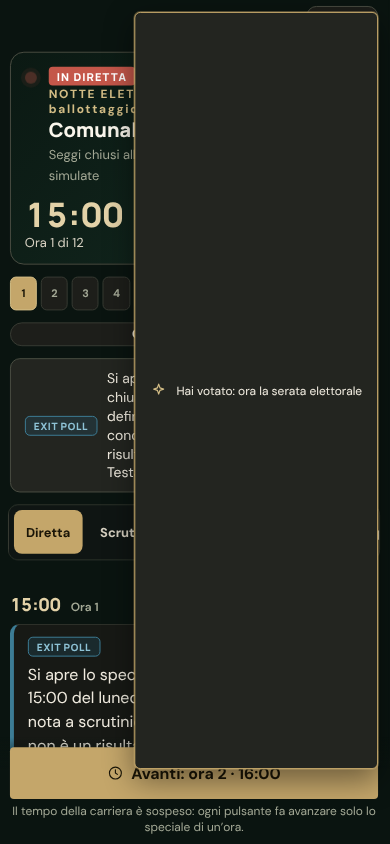 IN DIRETTA
NOTTE ELET
ballottaggio
Comunal
Seggi chiusi all
simulate
15:00
Ora 1 di 12
1 2 3 4
EXIT POLL
Si
chiu
defin
conc
risul
Test
Hai votato: ora la serata elettorale
Diretta Scrut
15:00 Ora 1
EXIT POLL
Si apre lo spec
15:00 del luned
nota a scrutini
non è un risult
Avanti: ora 2 · 16:00
Il tempo della carriera è sospeso: ogni pulsante fa avanzare solo lo
speciale di un’ora.